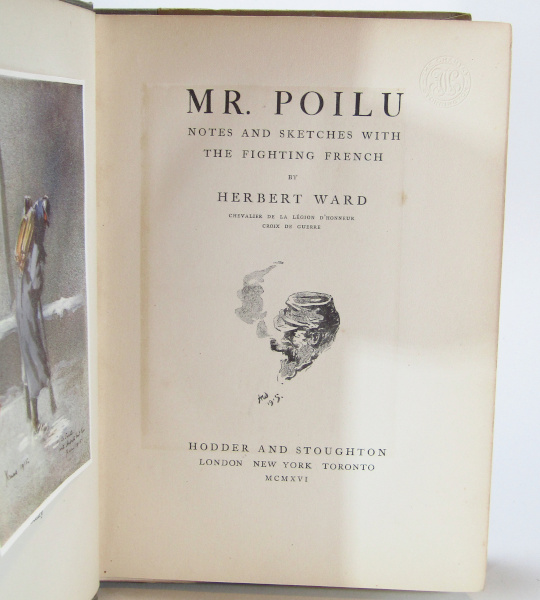 MR. POILU
NOTES AND SKETCHES WITH
THE FIGHTING FRENCH
BY
HERBERT WARD
CHEVALIER DE LA LÉGION D'HONNEUR
CROIX DE GUERRE
HODDER AND STOUGHTON
LONDON NEW YORK TORONTO
MCMXVI